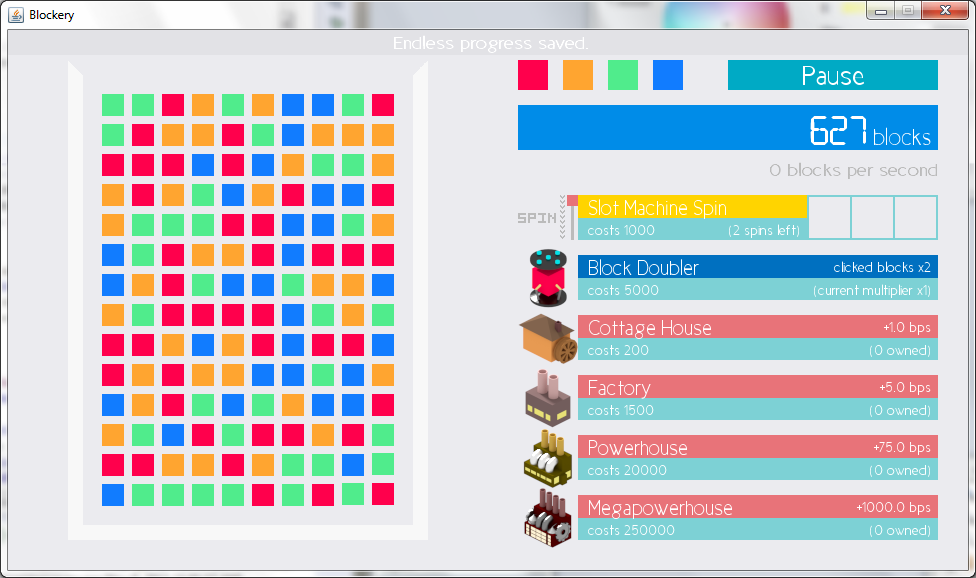 Blockery
Endless progress saved.
Pause
627 blocks
0 blocks per second
SPIN
Slot Machine Spin
costs 1000 (2 spins left)
Block Doubler clicked blocks x2
costs 5000 (current multiplier x1)
Cottage House +1.0 bps
costs 200 (0 owned)
Factory +5.0 bps
costs 1500 (0 owned)
Powerhouse +75.0 bps
costs 20000 (0 owned)
Megapowerhouse +1000.0 bps
costs 250000 (0 owned)